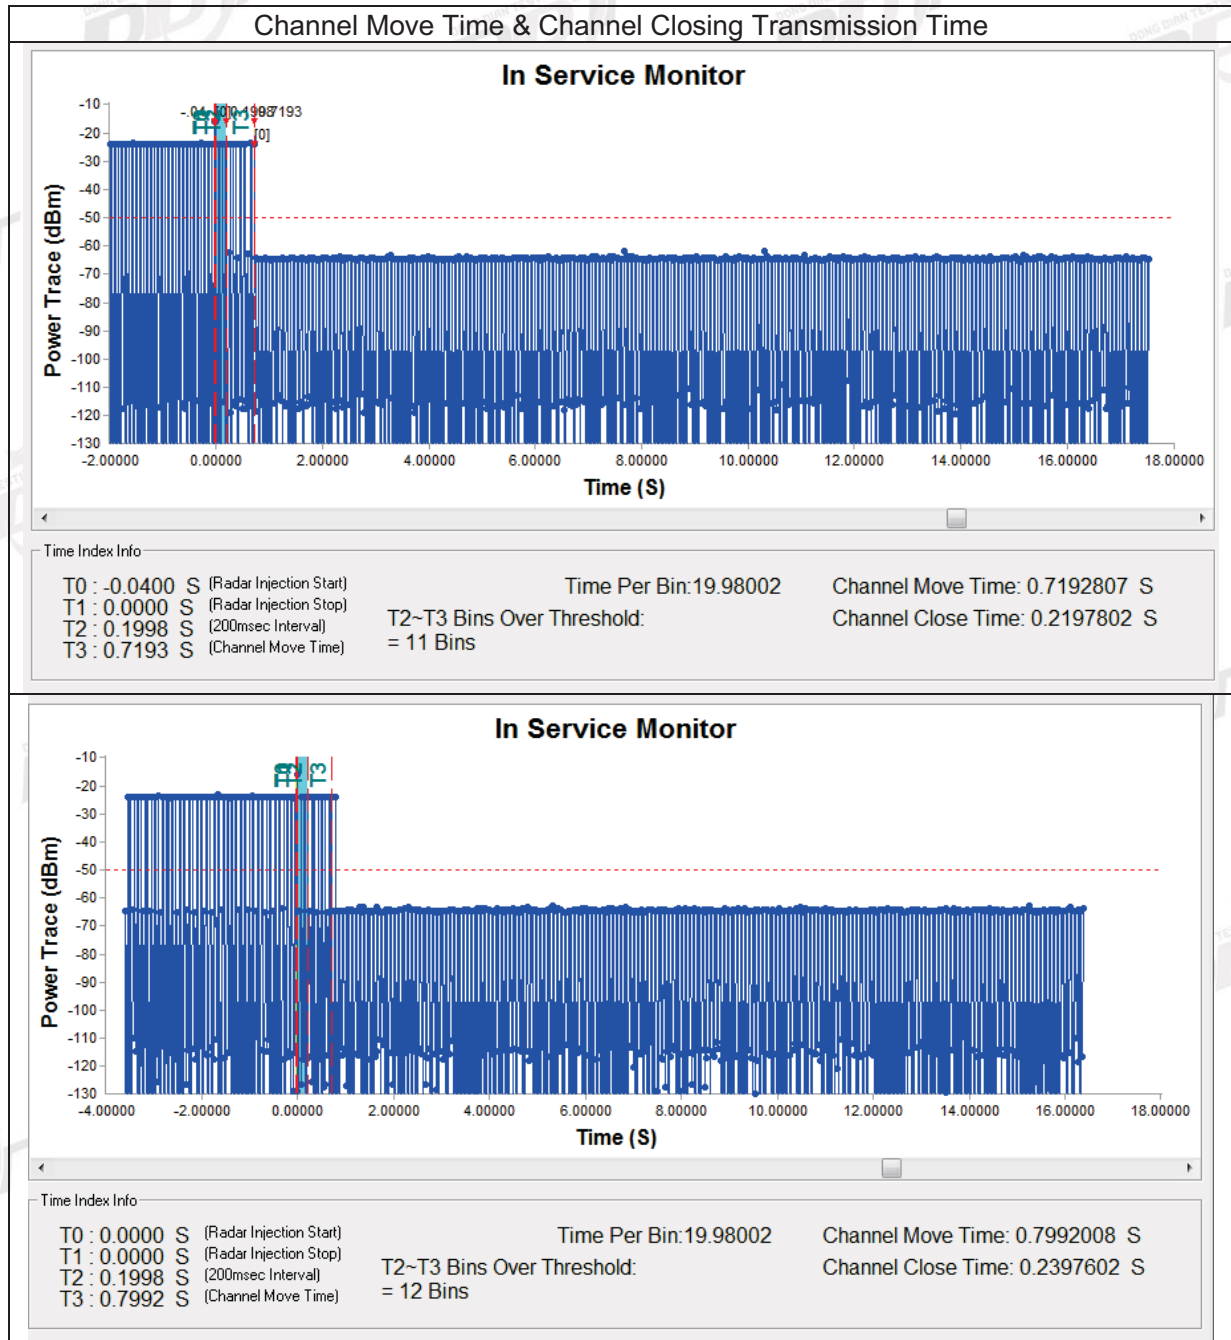 Channel Move Time & Channel Closing Transmission Time
In Service Monitor
T3
[0]
-10
-20
-30
-40
-50
-60
-70
-80
-90
-100
-110
-120
-130
Power Trace (dBm)
-2.00000 0.00000 2.00000 4.00000 6.00000 8.00000 10.00000 12.00000 14.00000 16.00000 18.00000
Time (S)
Time Index Info
T0 : -0.0400 S (Radar Injection Start)
T1 : 0.0000 S (Radar Injection Stop)
T2 : 0.1998 S (200msec Interval)
T3 : 0.7193 S (Channel Move Time)
Time Per Bin:19.98002
T2~T3 Bins Over Threshold:
= 11 Bins
Channel Move Time: 0.7192807 S
Channel Close Time: 0.2197802 S
In Service Monitor
T3
-10
-20
-30
-40
-50
-60
-70
-80
-90
-100
-110
-120
-130
Power Trace (dBm)
-4.00000 -2.00000 0.00000 2.00000 4.00000 6.00000 8.00000 10.00000 12.00000 14.00000 16.00000 18.00000
Time (S)
Time Index Info
T0 : 0.0000 S (Radar Injection Start)
T1 : 0.0000 S (Radar Injection Stop)
T2 : 0.1998 S (200msec Interval)
T3 : 0.7992 S (Channel Move Time)
Time Per Bin:19.98002
T2~T3 Bins Over Threshold:
= 12 Bins
Channel Move Time: 0.7992008 S
Channel Close Time: 0.2397602 S